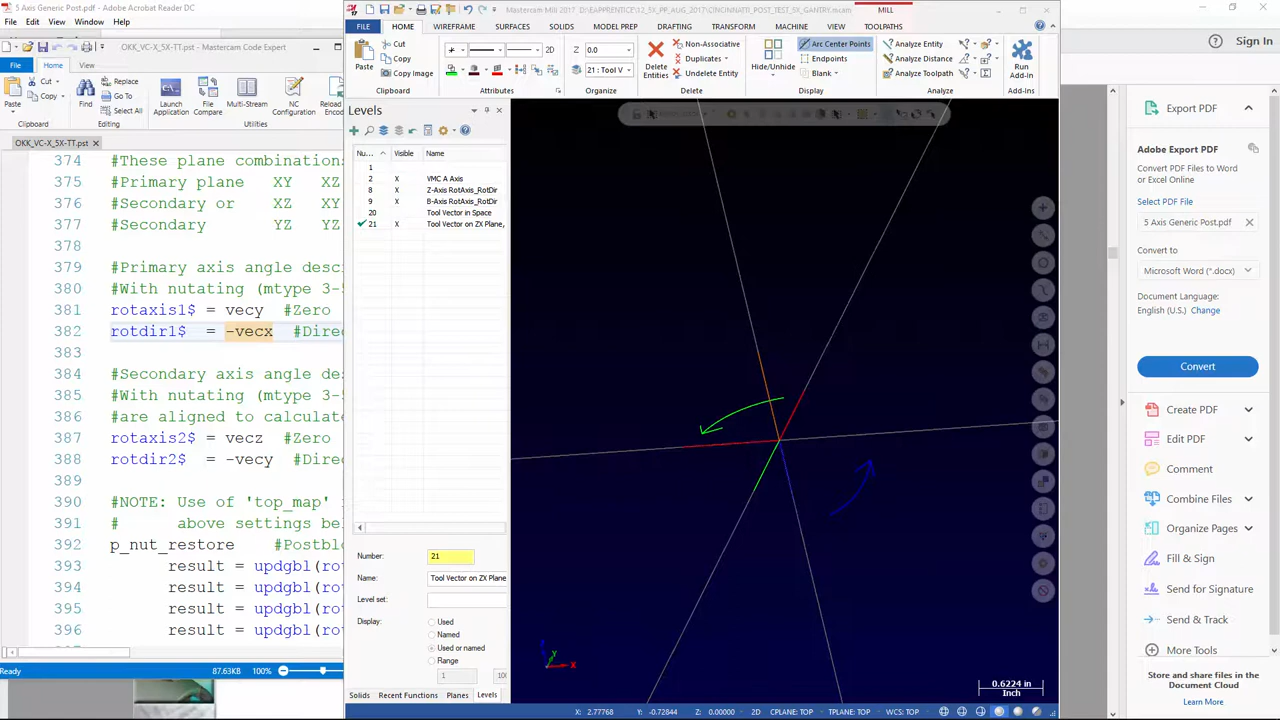 5 Axis Generic Post.pdf - Adobe Acrobat Reader DC
File Edit View Window Help
OKK_VC-X_5X-TT.pst - Mastercam Code Expert
File Home View
Paste
Cut
Copy
Clipboard
Find
Replace
Go To
Select All
Editing
Launch Application
File Compare
Multi-Stream
NC Configuration
Utilities
OKK_VC-X_5X-TT.pst
374 #These plane combinations
375 #Primary plane XY XZ
376 #Secondary or XZ XY
377 #Secondary YZ YZ
378
379 #Primary axis angle desc
380 #With nutating (mtype 3-
381 rotaxis1$ = vecy #Zero
382 rotdir1$ = -vecx #Dire
383
384 #Secondary axis angle de
385 #With nutating (mtype 3-
386 #are aligned to calculate
387 rotaxis2$ = vecz #Zero
388 rotdir2$ = -vecy #Dire
389
390 #NOTE: Use of 'top_map'
391 # above settings be
392 p_nut_restore #Postblo
393 result = updgbl(rot
394 result = updgbl(rot
395 result = updgbl(rot
396 result = updgbl(rot
Ready 87.63KB 100%
MILL
FILE HOME WIREFRAME SURFACES SOLIDS MODEL PREP DRAFTING TRANSFORM MACHINE VIEW TOOLPATHS
Paste
Cut
Copy
Copy Image
Clipboard
2D
Attributes
Z 0.0
21 : Tool V
Organize
Delete Entities
Non-Associative
Duplicates
Undelete Entity
Delete
Hide/Unhide
Arc Center Points
Endpoints
Blank
Display
Analyze Entity
Analyze Distance
Analyze Toolpath
Analyze
Run Add-In
Add-Ins
Levels
Nu... Visible Name
1
2 X VMC A Axis
8 X Z-Axis RotAxis_RotDir
9 X B-Axis RotAxis_RotDir
20 Tool Vector in Space
21 X Tool Vector on ZX Plane,
Number: 21
Name: Tool Vector on ZX Plane
Level set:
Display:
Used
Named
Used or named
Range
1
Solids Recent Functions Planes Levels
Y
X
0.6224 in
Inch
X: 2.77768 Y: -0.72844 Z: 0.00000 2D CPLANE: TOP TPLANE: TOP WCS: TOP
Sign In
Export PDF
Adobe Export PDF
Convert PDF Files to Word or Excel Online
Select PDF File
5 Axis Generic Post.pdf
Convert to
Microsoft Word (*.docx)
Document Language:
English (U.S.) Change
Convert
Create PDF
Edit PDF
Comment
Combine Files
Organize Pages
Fill & Sign
Send for Signature
Send & Track
More Tools
Store and share files in the Document Cloud
Learn More